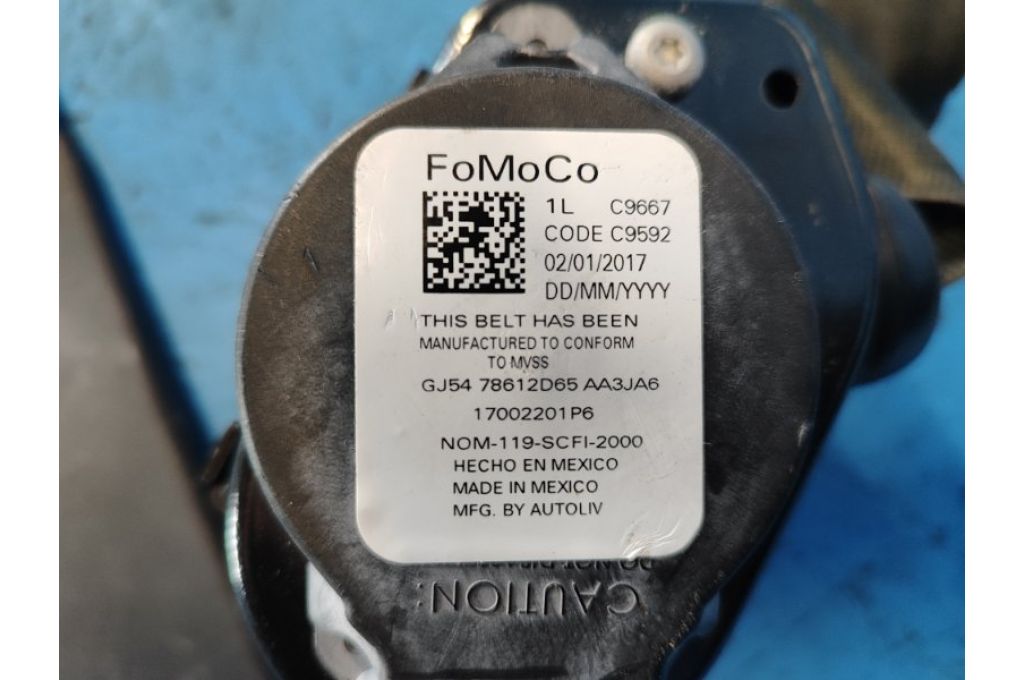 FoMoCo
1L C9667
CODE C9592
02/01/2017
DD/MM/YYYY
THIS BELT HAS BEEN
MANUFACTURED TO CONFORM
TO MVSS
GJ54 78612D65 AA3JA6
17002201P6
NOM-119-SCFI-2000
HECHO EN MEXICO
MADE IN MEXICO
MFG. BY AUTOLIV
CAUTION:
DO NOT